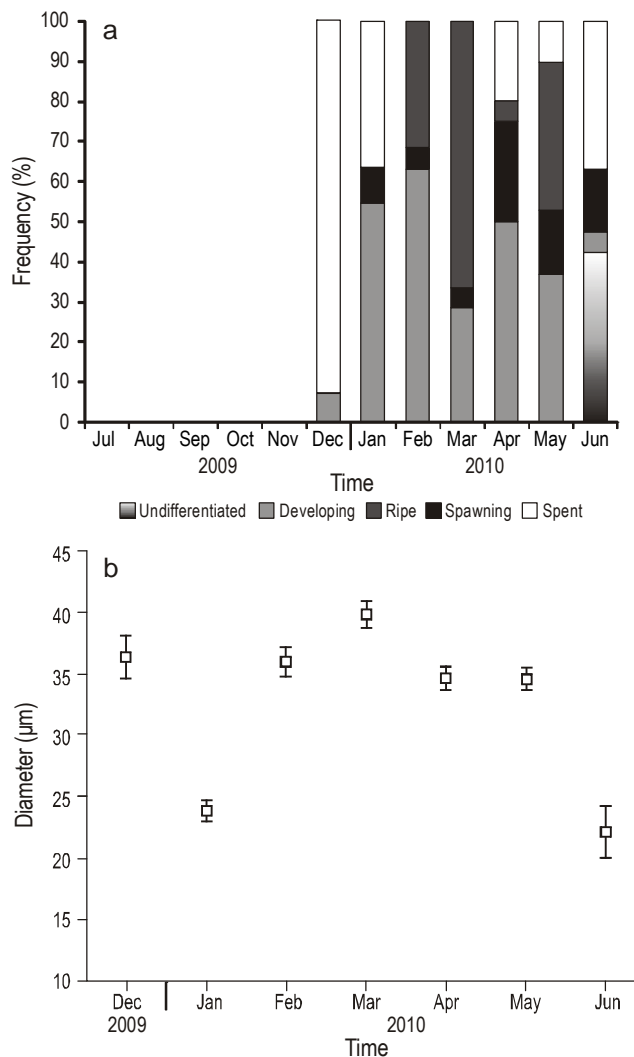 a
100
90
80
70
60
50
40
30
20
10
0
Frequency (%)
Jul Aug Sep Oct Nov Dec Jan Feb Mar Apr May Jun
2009 2010
Time
Undifferentiated Developing Ripe Spawning Spent
b
45
40
35
30
25
20
15
10
Diameter (µm)
Dec Jan Feb Mar Apr May Jun
2009 2010
Time